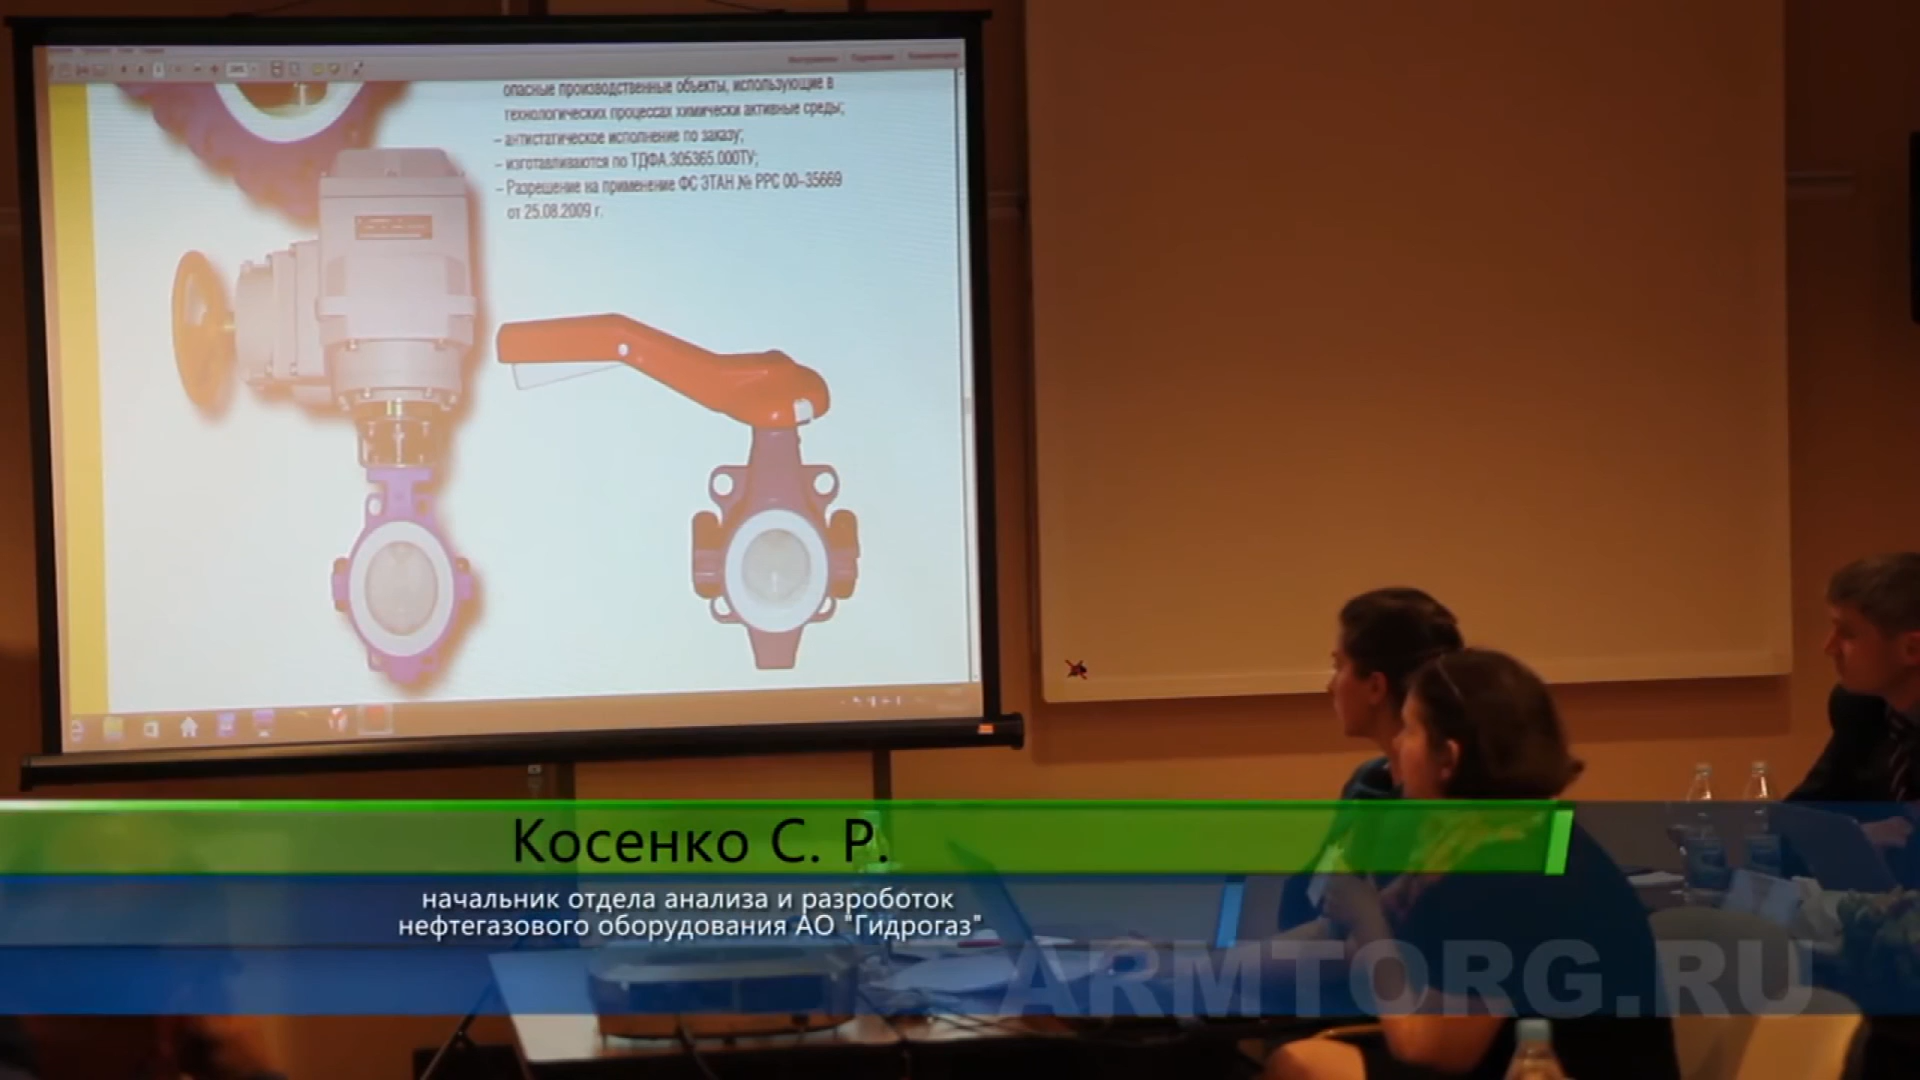 опасные производственные объекты, использующие в
технологических процессах химически активные среды;
– антистатическое исполнение по заказу;
– изготавливаются по ТДФА.305365.000ТУ;
– Разрешение на применение ФС ЭТАН № РРС 00-35669
от 25.08.2009 г.
Косенко С. Р.
начальник отдела анализа и разроботок
нефтегазового оборудования АО "Гидрогаз"
ARMTORG.RU